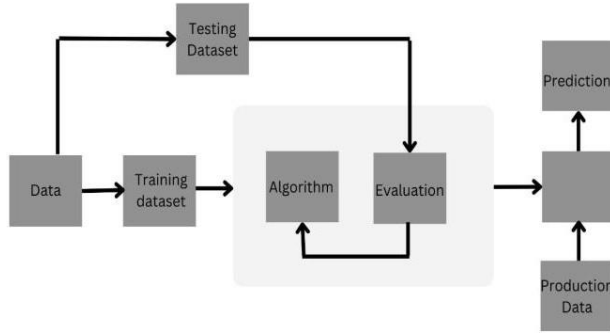 Testing
Dataset
Prediction
Data
Training
dataset
Algorithm
Evaluation
Production
Data